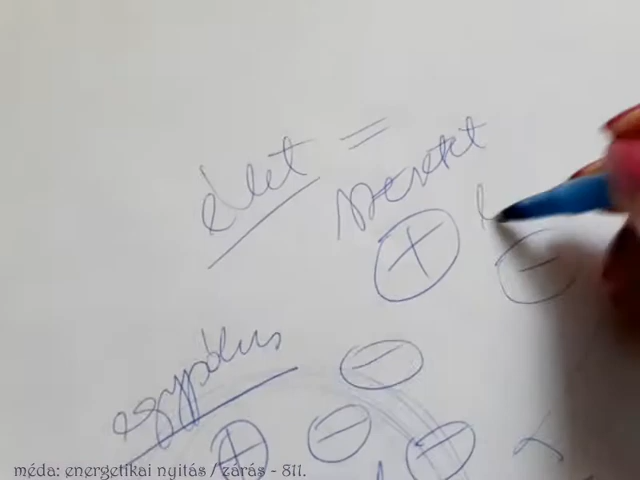 élet =
szeretet
+
-
egypólus
-
+ -
-
méda: energetikai nyitás / zárás - 811.